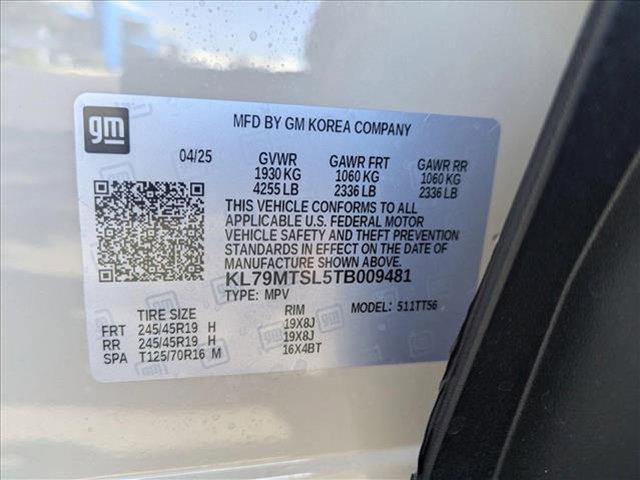 gm
MFD BY GM KOREA COMPANY
04/25 GVWR GAWR FRT GAWR RR
1930 KG 1060 KG 1060 KG
4255 LB 2336 LB 2336 LB
THIS VEHICLE CONFORMS TO ALL
APPLICABLE U.S. FEDERAL MOTOR
VEHICLE SAFETY AND THEFT PREVENTION
STANDARDS IN EFFECT ON THE DATE OF
MANUFACTURE SHOWN ABOVE.
KL79MTSL5TB009481
TYPE: MPV MODEL: 511TT56
TIRE SIZE RIM
FRT 245/45R19 H 19X8J
RR 245/45R19 H 19X8J
SPA T125/70R16 M 16X4BT